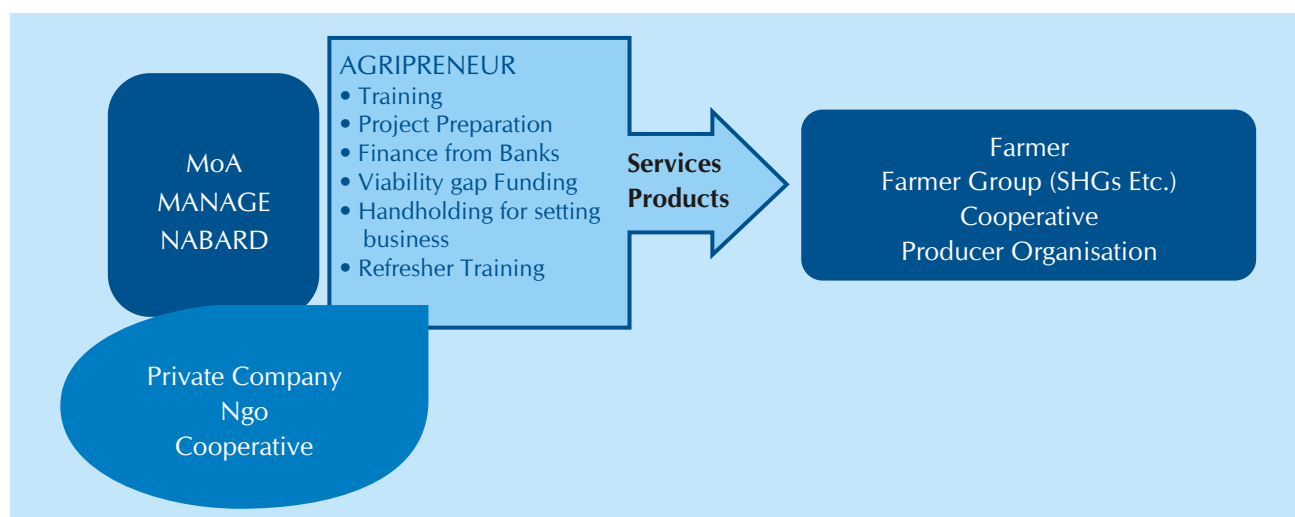 MoA
MANAGE
NABARD
AGRIPRENEUR
• Training
• Project Preparation
• Finance from Banks
• Viability gap Funding
• Handholding for setting
business
• Refresher Training
Services
Products
Farmer
Farmer Group (SHGs Etc.)
Cooperative
Producer Organisation
Private Company
Ngo
Cooperative